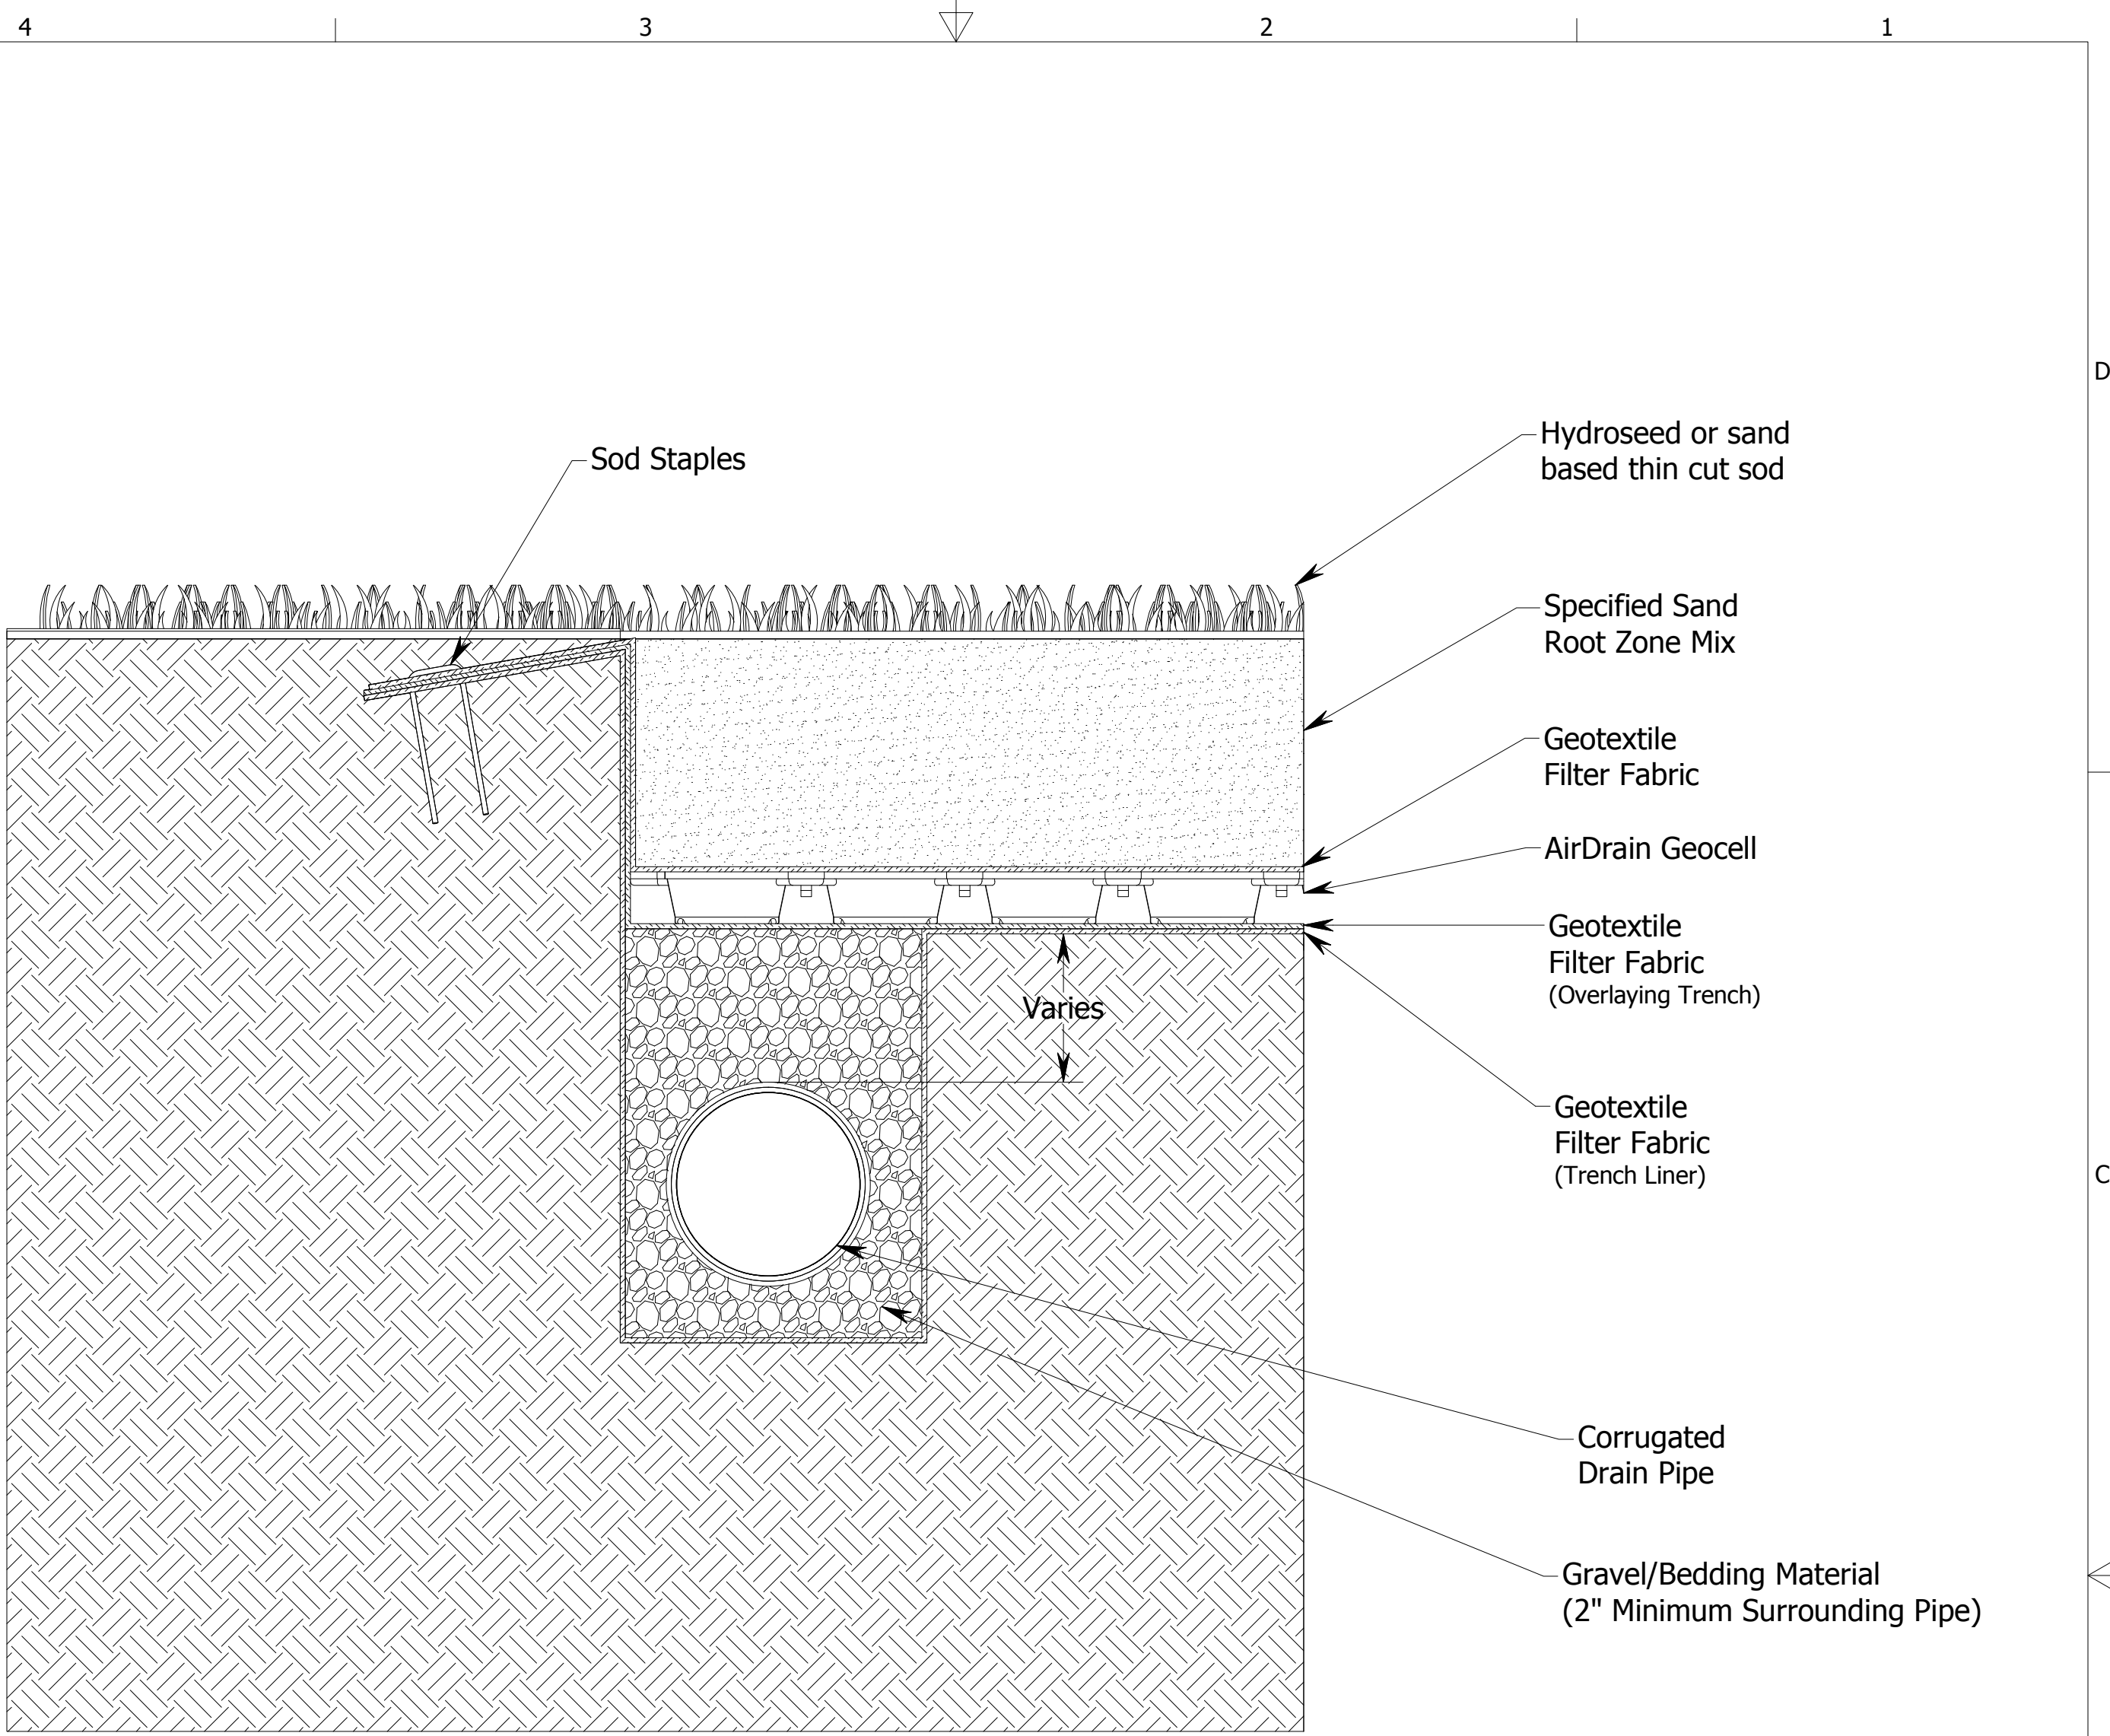 4 3 2 1
D
Sod Staples
Hydroseed or sand
based thin cut sod
Specified Sand
Root Zone Mix
Geotextile
Filter Fabric
AirDrain Geocell
Geotextile
Filter Fabric
(Overlaying Trench)
Varies
Geotextile
Filter Fabric
(Trench Liner)
C
Corrugated
Drain Pipe
Gravel/Bedding Material
(2" Minimum Surrounding Pipe)